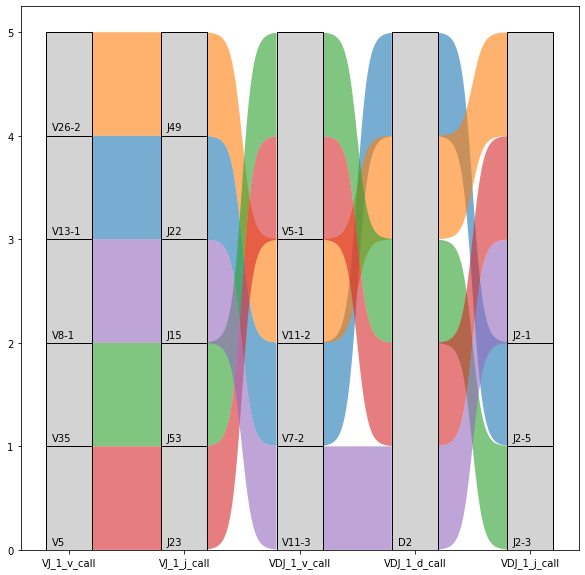 5
4
3
2
1
0
V26-2 J49
V13-1 J22 V5-1
V8-1 J15 V11-2 J2-1
V35 J53 V7-2 J2-5
V5 J23 V11-3 D2 J2-3
VJ_1_v_call VJ_1_j_call VDJ_1_v_call VDJ_1_d_call VDJ_1_j_call